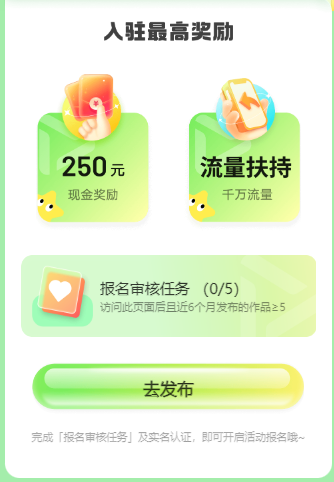 入驻最高奖励
250元
现金奖励
流量扶持
千万流量
报名审核任务 （0/5）
访问此页面后且近6个月发布的作品≥5
去发布
完成「报名审核任务」及实名认证，即可开启活动报名哦~